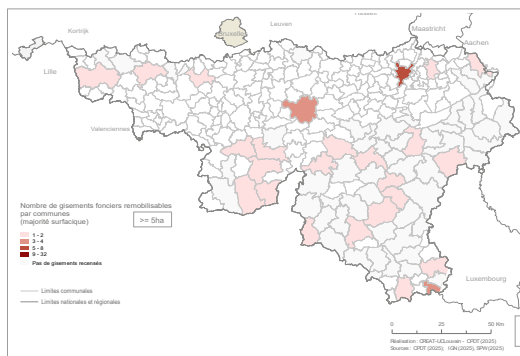 Kortrijk
Leuven
Maastricht
Bruxelles
Aachen
Lille
Valenciennes
Nombre de gisements fonciers remobilisables
par communes
(majorité surfacique)
>= 5ha
1 - 2
3 - 4
5 - 8
9 - 32
Pas de gisements recensés
Limites communales
Limites nationales et régionales
Luxembourg
0 25 50 Km
Réalisation : CREAT-UCLouvain - CPDT (2025)
Sources : CPDT (2025); IGN (2025), SPW (2025)